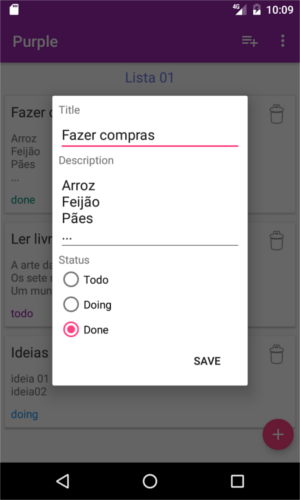 4G 10:09
Purple
Lista 01
Fazer c
Arroz
Feijão
Pães
...
done
Ler livr
A arte da
Os sete
Um mun
todo
Ideias
ideia 01
ideia02
doing
Title
Fazer compras
Description
Arroz
Feijão
Pães
...
Status
Todo
Doing
Done
SAVE